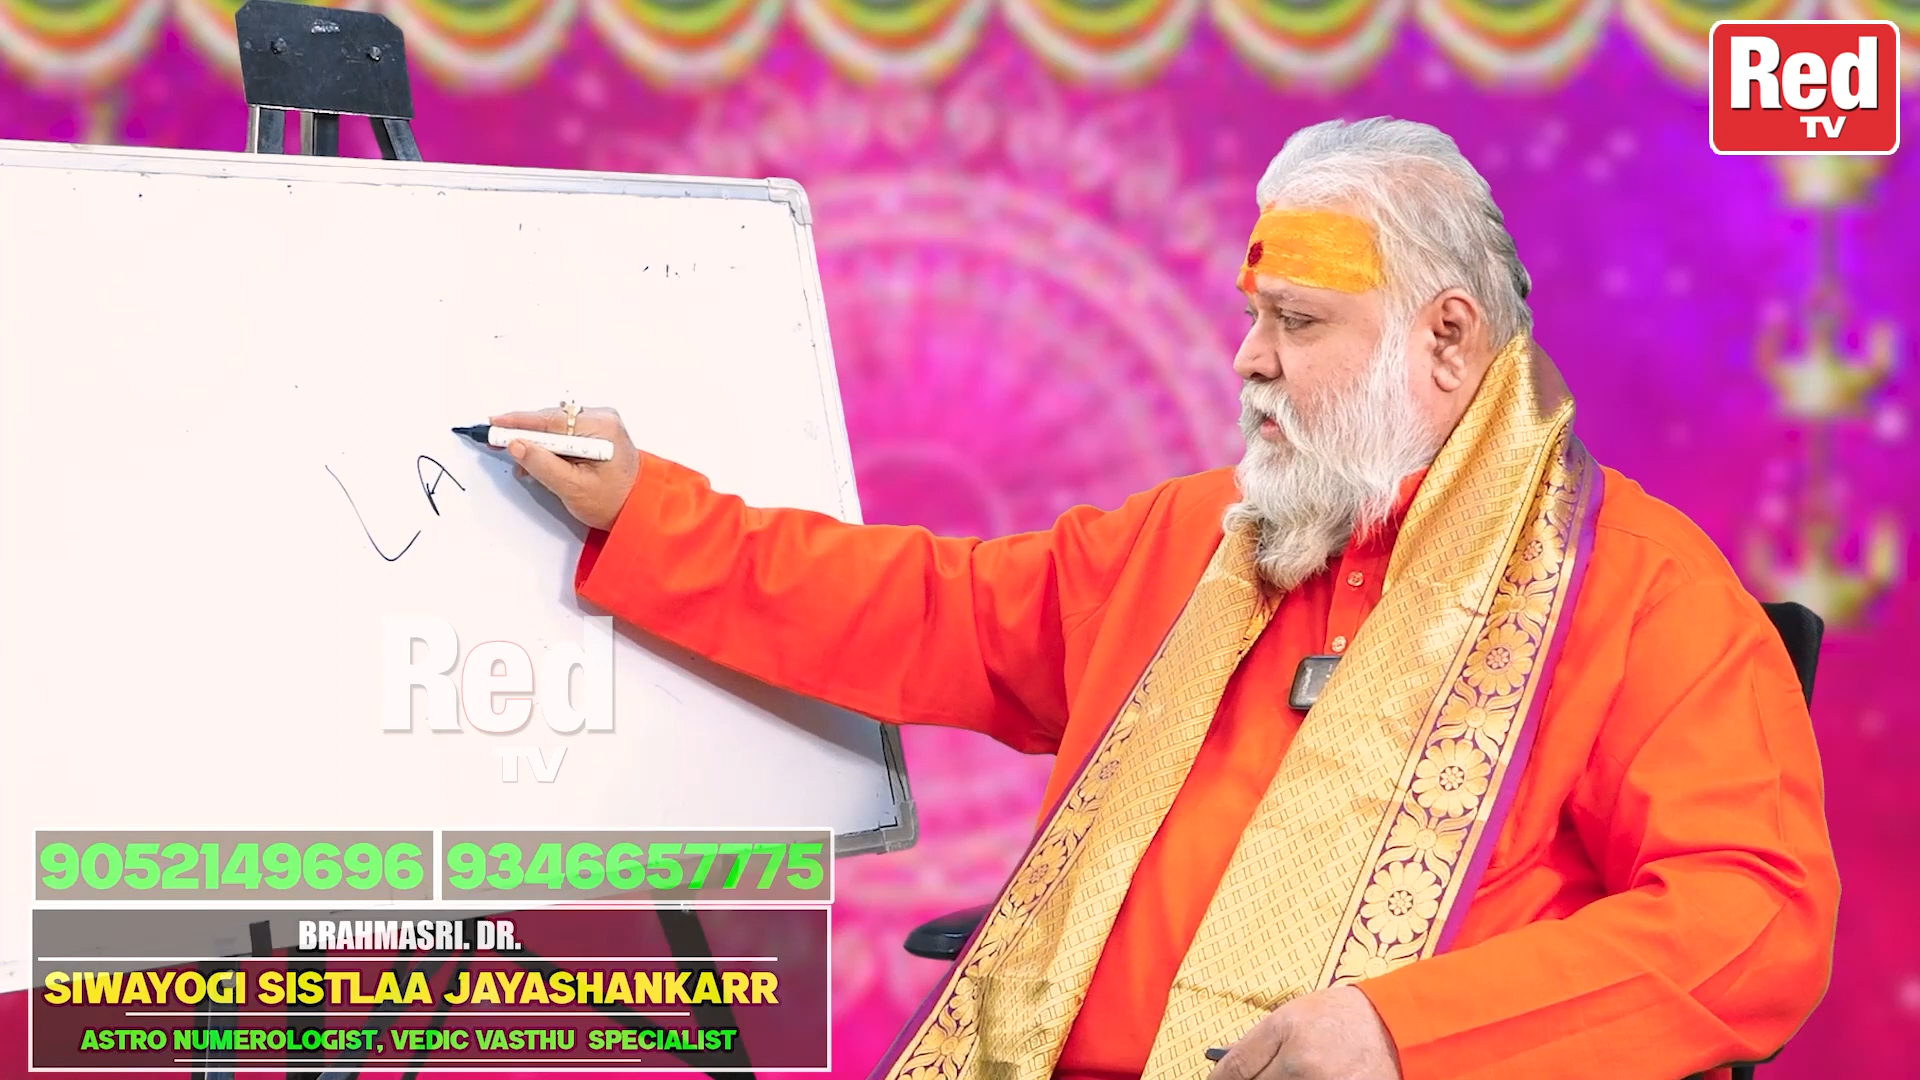 Red
TV
LA
Red
TV
9052149696 9346657775
BRAHMASRI. DR.
SIWAYOGI SISTLAA JAYASHANKARR
ASTRO NUMEROLOGIST, VEDIC VASTHU SPECIALIST